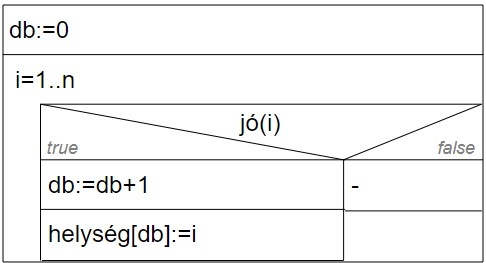 db:=0
i=1..n
jó(i)
true
false
db:=db+1
-
helység[db]:=i